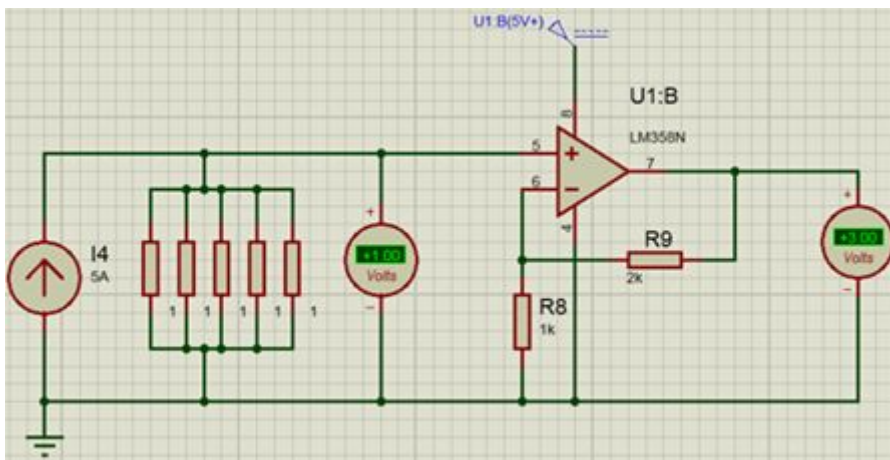 U1:B(5V+)
U1:B
LM358N
8
5
6
7
4
+
−
I4
5A
1 1 1 1 1
+
+1.00
Volts
−
R9
2k
R8
1k
+
+3.00
Volts
−